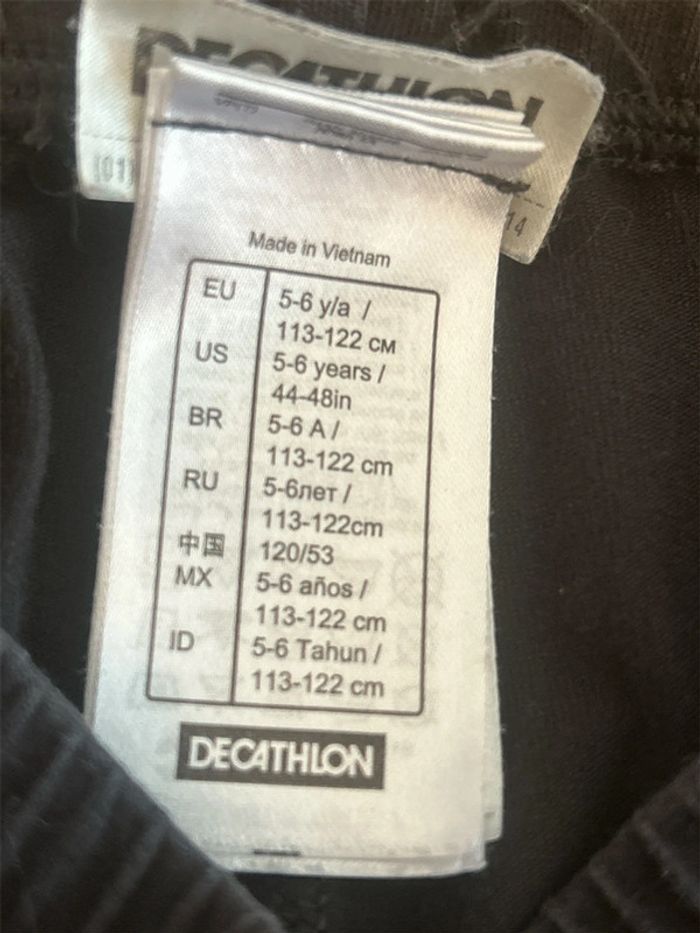 DECATHLON
(01)
14
Made in Vietnam
EU 5-6 y/a /
113-122 см
US 5-6 years /
44-48in
BR 5-6 A /
113-122 cm
RU 5-6лет /
113-122cm
中国 120/53
MX 5-6 años /
113-122 cm
ID 5-6 Tahun /
113-122 cm
DECATHLON